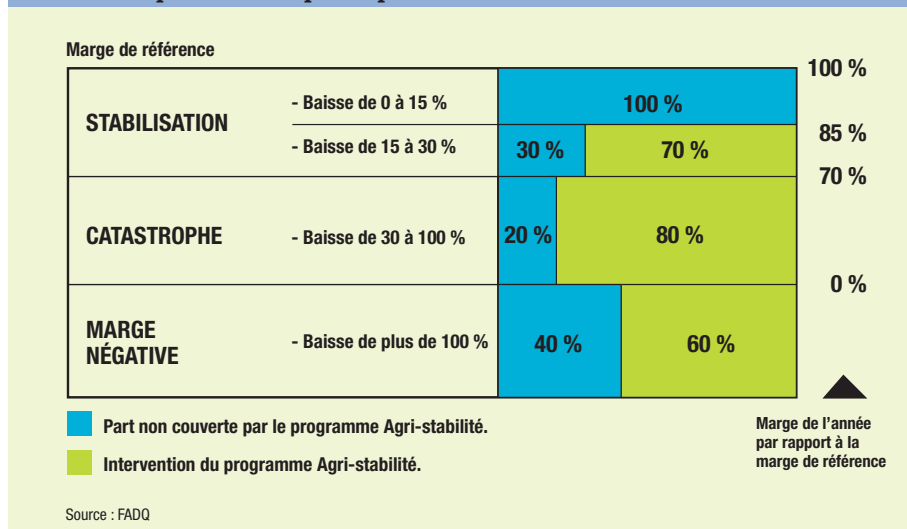 Marge de référence
100 %
STABILISATION
- Baisse de 0 à 15 %
100 %
85 %
- Baisse de 15 à 30 %
30 %
70 %
70 %
CATASTROPHE
- Baisse de 30 à 100 %
20 %
80 %
0 %
MARGE
NÉGATIVE
- Baisse de plus de 100 %
40 %
60 %
Part non couverte par le programme Agri-stabilité.
Intervention du programme Agri-stabilité.
Marge de l'année
par rapport à la
marge de référence
Source : FADQ